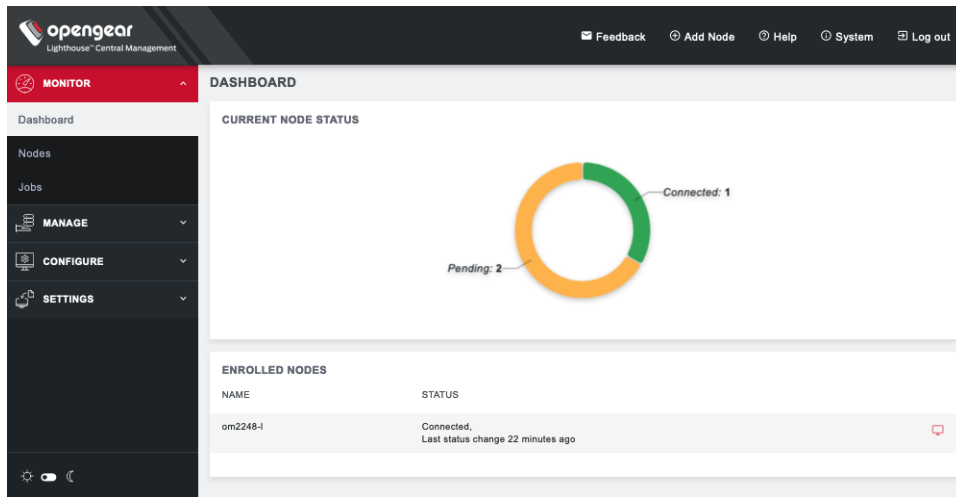 opengear
Lighthouse™ Central Management
Feedback
Add Node
Help
System
Log out
MONITOR
Dashboard
Nodes
Jobs
MANAGE
CONFIGURE
SETTINGS
DASHBOARD
CURRENT NODE STATUS
Connected: 1
Pending: 2
ENROLLED NODES
NAME STATUS
om2248-l Connected,
Last status change 22 minutes ago